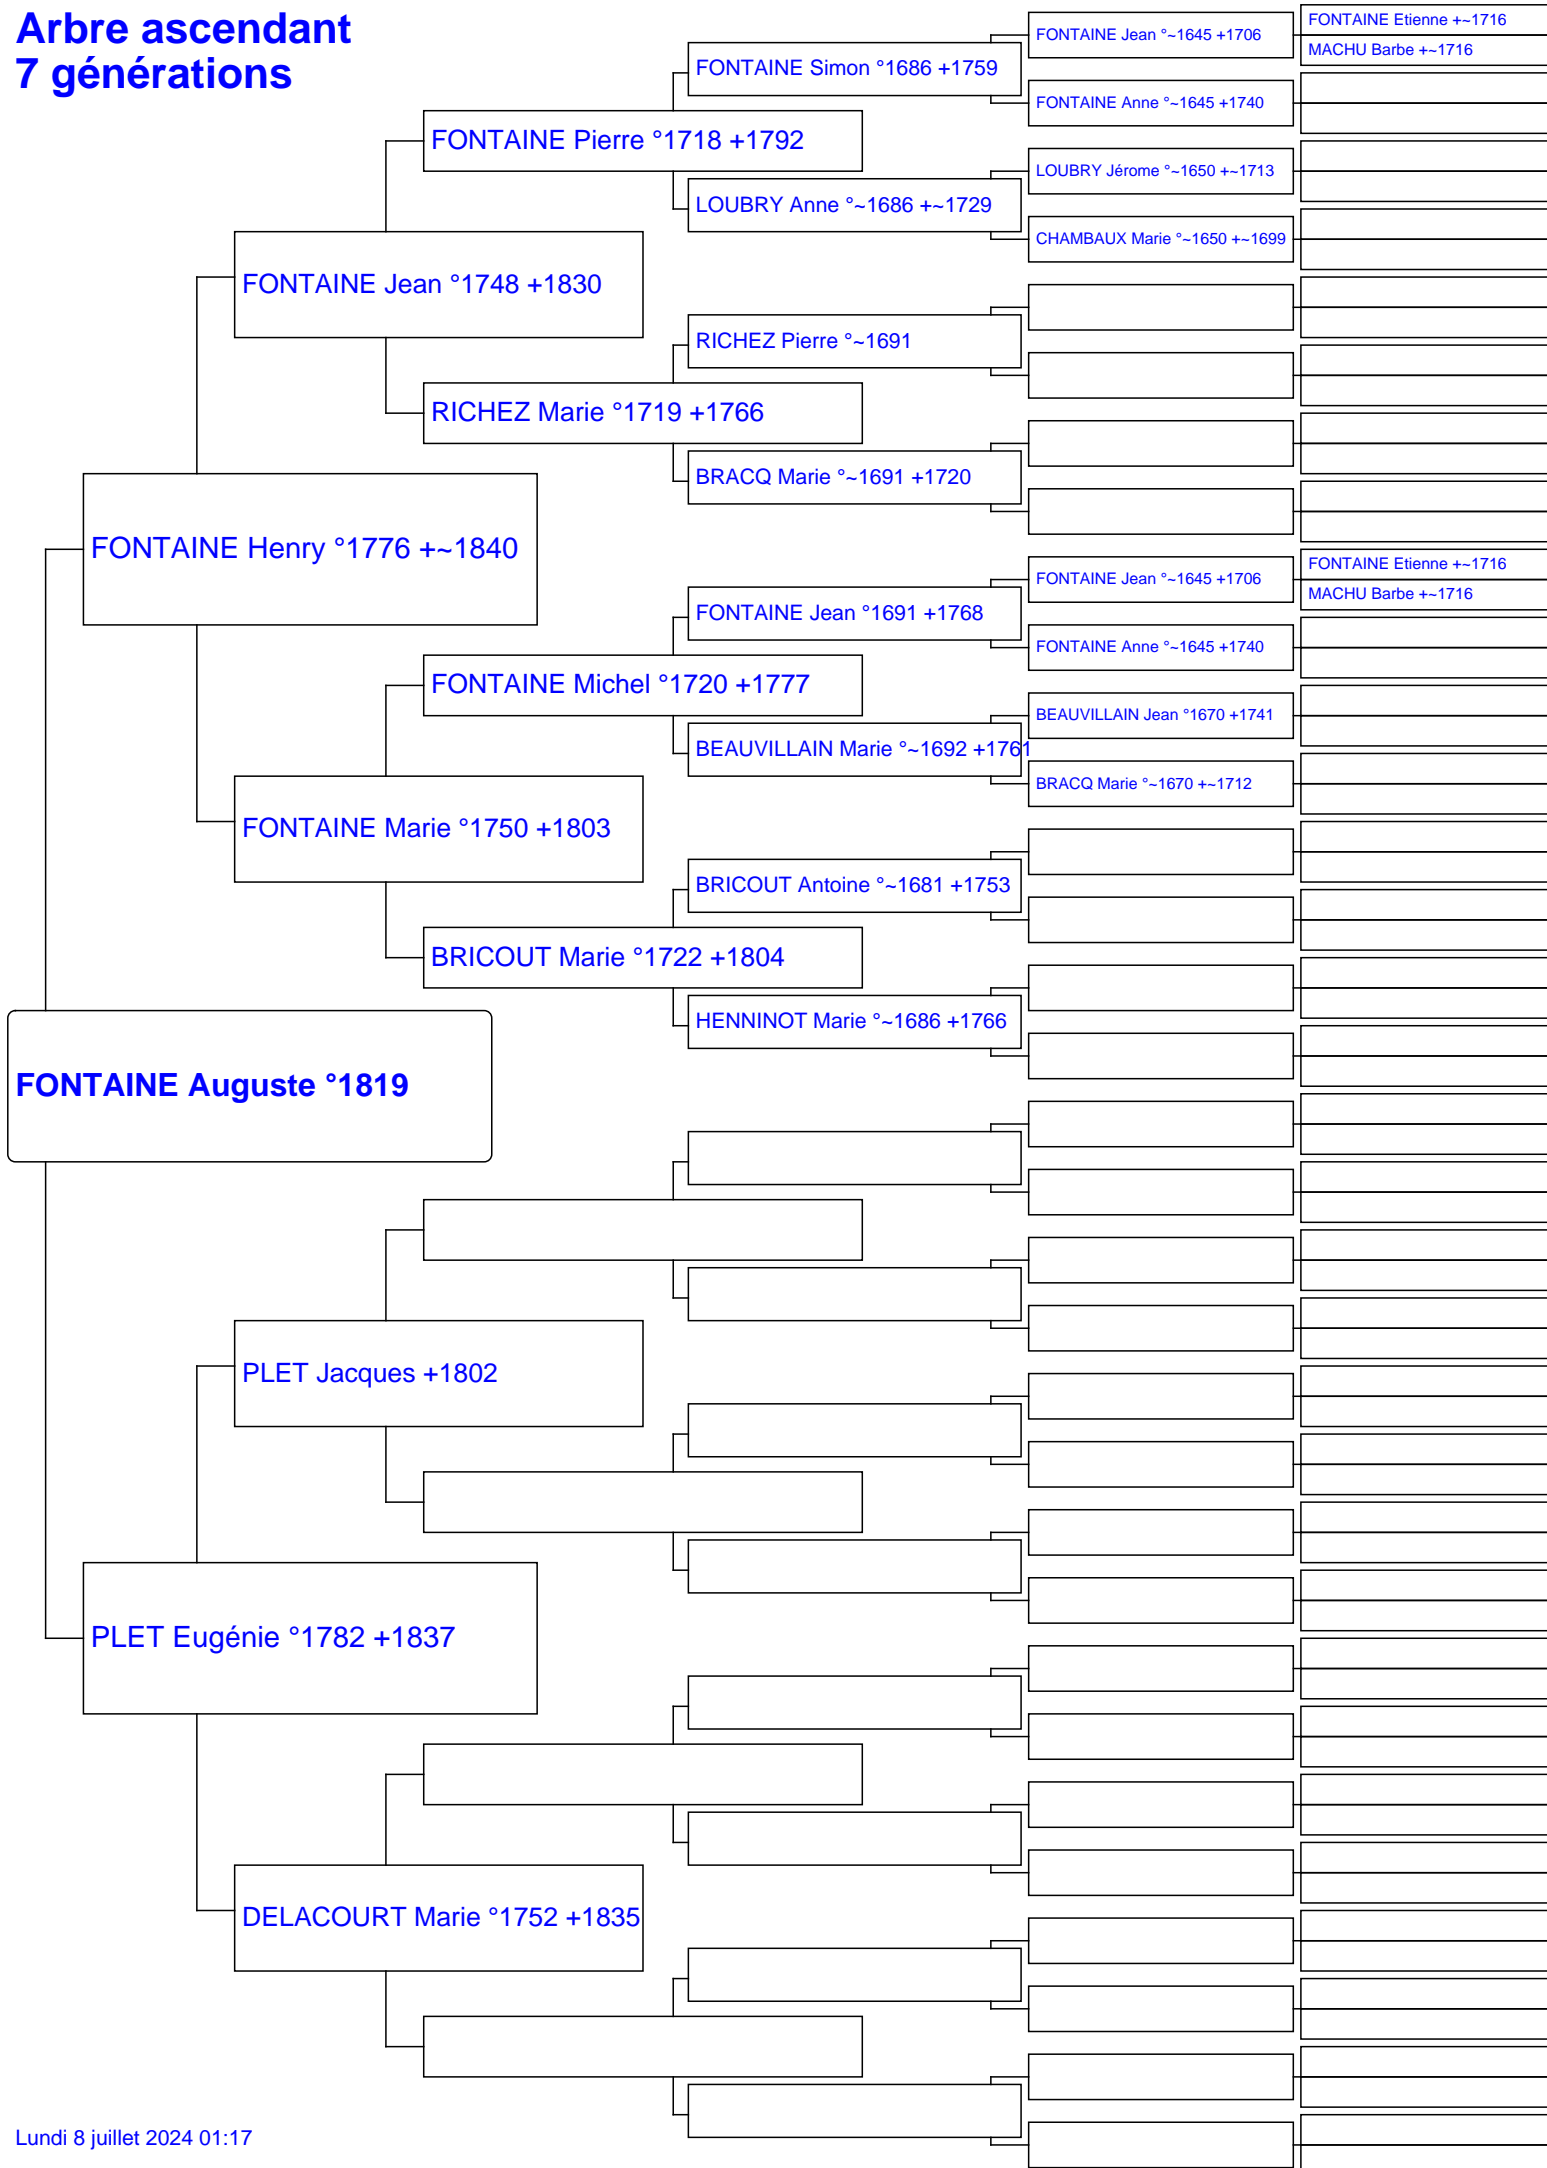 Arbre ascendant
7 générations
FONTAINE Jean °~1645 +1706
FONTAINE Etienne +~1716
MACHU Barbe +~1716
FONTAINE Simon °1686 +1759
FONTAINE Anne °~1645 +1740
FONTAINE Pierre °1718 +1792
LOUBRY Jérome °~1650 +~1713
LOUBRY Anne °~1686 +~1729
CHAMBAUX Marie °~1650 +~1699
FONTAINE Jean °1748 +1830
RICHEZ Pierre °~1691
RICHEZ Marie °1719 +1766
BRACQ Marie °~1691 +1720
FONTAINE Henry °1776 +~1840
FONTAINE Jean °~1645 +1706
FONTAINE Etienne +~1716
MACHU Barbe +~1716
FONTAINE Jean °1691 +1768
FONTAINE Anne °~1645 +1740
FONTAINE Michel °1720 +1777
BEAUVILLAIN Jean °1670 +1741
BEAUVILLAIN Marie °~1692 +1761
BRACQ Marie °~1670 +~1712
FONTAINE Marie °1750 +1803
BRICOUT Antoine °~1681 +1753
BRICOUT Marie °1722 +1804
HENNINOT Marie °~1686 +1766
FONTAINE Auguste °1819
PLET Jacques +1802
PLET Eugénie °1782 +1837
DELACOURT Marie °1752 +1835
Lundi 8 juillet 2024 01:17